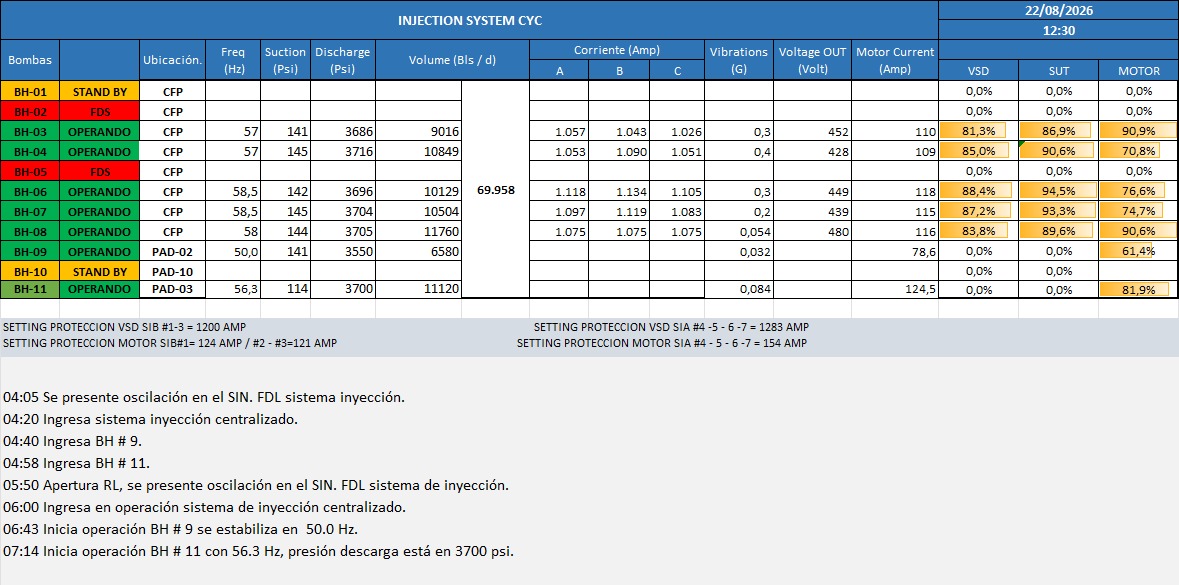 INJECTION SYSTEM CYC
22/08/2026
12:30
Bombas Ubicación. Freq (Hz) Suction (Psi) Discharge (Psi) Volume (Bls / d) Corriente (Amp) A B C Vibrations (G) Voltage OUT (Volt) Motor Current (Amp) VSD SUT MOTOR
BH-01 STAND BY CFP 0,0% 0,0% 0,0%
BH-02 FDS CFP 0,0% 0,0% 0,0%
BH-03 OPERANDO CFP 57 141 3686 9016 1.057 1.043 1.026 0,3 452 110 81,3% 86,9% 90,9%
BH-04 OPERANDO CFP 57 145 3716 10849 1.053 1.090 1.051 0,4 428 109 85,0% 90,6% 70,8%
BH-05 FDS CFP 0,0% 0,0% 0,0%
BH-06 OPERANDO CFP 58,5 142 3696 10129 69.958 1.118 1.134 1.105 0,3 449 118 88,4% 94,5% 76,6%
BH-07 OPERANDO CFP 58,5 145 3704 10504 1.097 1.119 1.083 0,2 439 115 87,2% 93,3% 74,7%
BH-08 OPERANDO CFP 58 144 3705 11760 1.075 1.075 1.075 0,054 480 116 83,8% 89,6% 90,6%
BH-09 OPERANDO PAD-02 50,0 141 3550 6580 0,032 78,6 0,0% 0,0% 61,4%
BH-10 STAND BY PAD-10 0,0% 0,0%
BH-11 OPERANDO PAD-03 56,3 114 3700 11120 0,084 124,5 0,0% 0,0% 81,9%
SETTING PROTECCION VSD SIB #1-3 = 1200 AMP SETTING PROTECCION VSD SIA #4 -5 - 6 -7 = 1283 AMP
SETTING PROTECCION MOTOR SIB#1= 124 AMP / #2 - #3=121 AMP SETTING PROTECCION MOTOR SIA #4 - 5 - 6 -7 = 154 AMP
04:05 Se presente oscilación en el SIN. FDL sistema inyección.
04:20 Ingresa sistema inyección centralizado.
04:40 Ingresa BH # 9.
04:58 Ingresa BH # 11.
05:50 Apertura RL, se presente oscilación en el SIN. FDL sistema de inyección.
06:00 Ingresa en operación sistema de inyección centralizado.
06:43 Inicia operación BH # 9 se estabiliza en 50.0 Hz.
07:14 Inicia operación BH # 11 con 56.3 Hz, presión descarga está en 3700 psi.